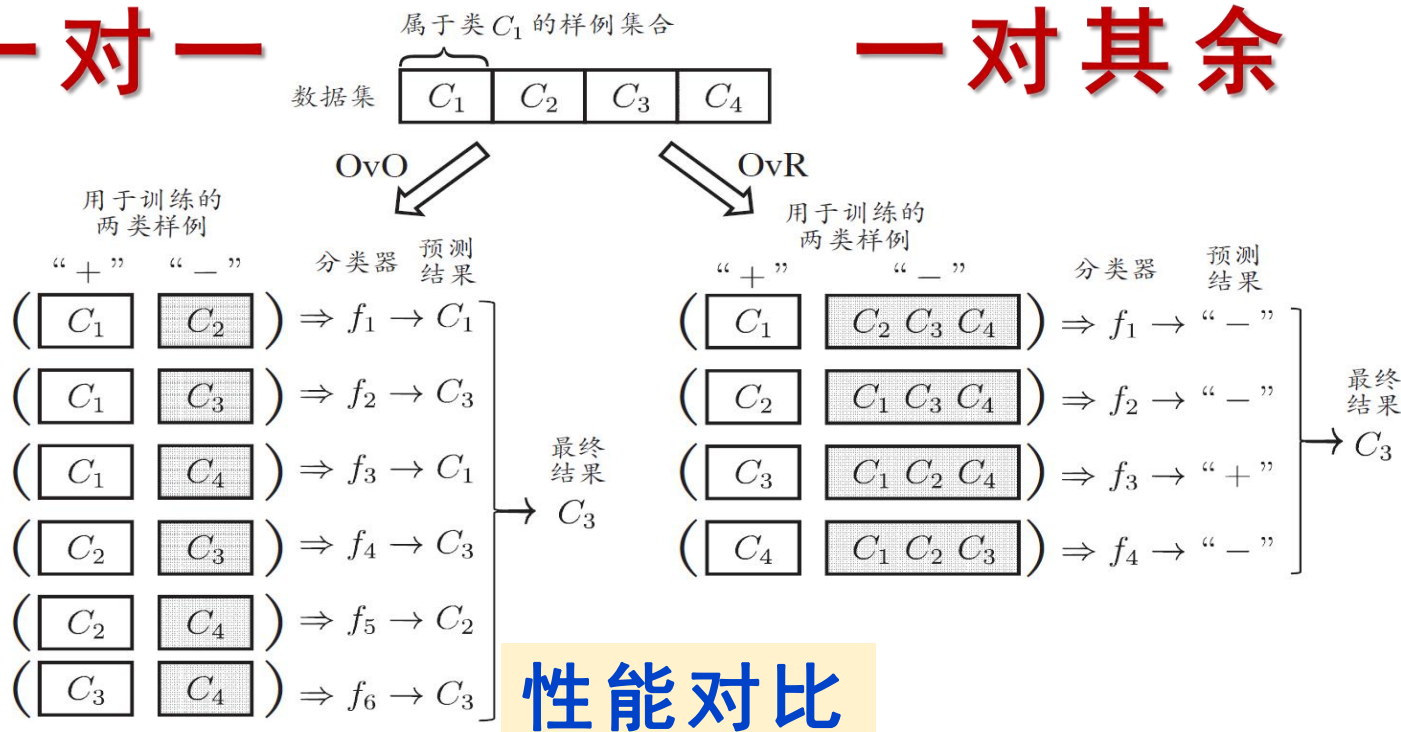 一对一
一对其余
属于类 C₁ 的样例集合
数据集 C₁ C₂ C₃ C₄
OvO
OvR
用于训练的
两类样例
“+” “−” 分类器 预测
结果
( C₁ C₂ ) ⇒ f₁ → C₁
( C₁ C₃ ) ⇒ f₂ → C₃
( C₁ C₄ ) ⇒ f₃ → C₁
( C₂ C₃ ) ⇒ f₄ → C₃
( C₂ C₄ ) ⇒ f₅ → C₂
( C₃ C₄ ) ⇒ f₆ → C₃
最终
结果
→ C₃
用于训练的
两类样例
“+” “−” 分类器 预测
结果
( C₁ C₂ C₃ C₄ ) ⇒ f₁ → “−”
( C₂ C₁ C₃ C₄ ) ⇒ f₂ → “−”
( C₃ C₁ C₂ C₄ ) ⇒ f₃ → “+”
( C₄ C₁ C₂ C₃ ) ⇒ f₄ → “−”
最终
结果
→ C₃
性能对比